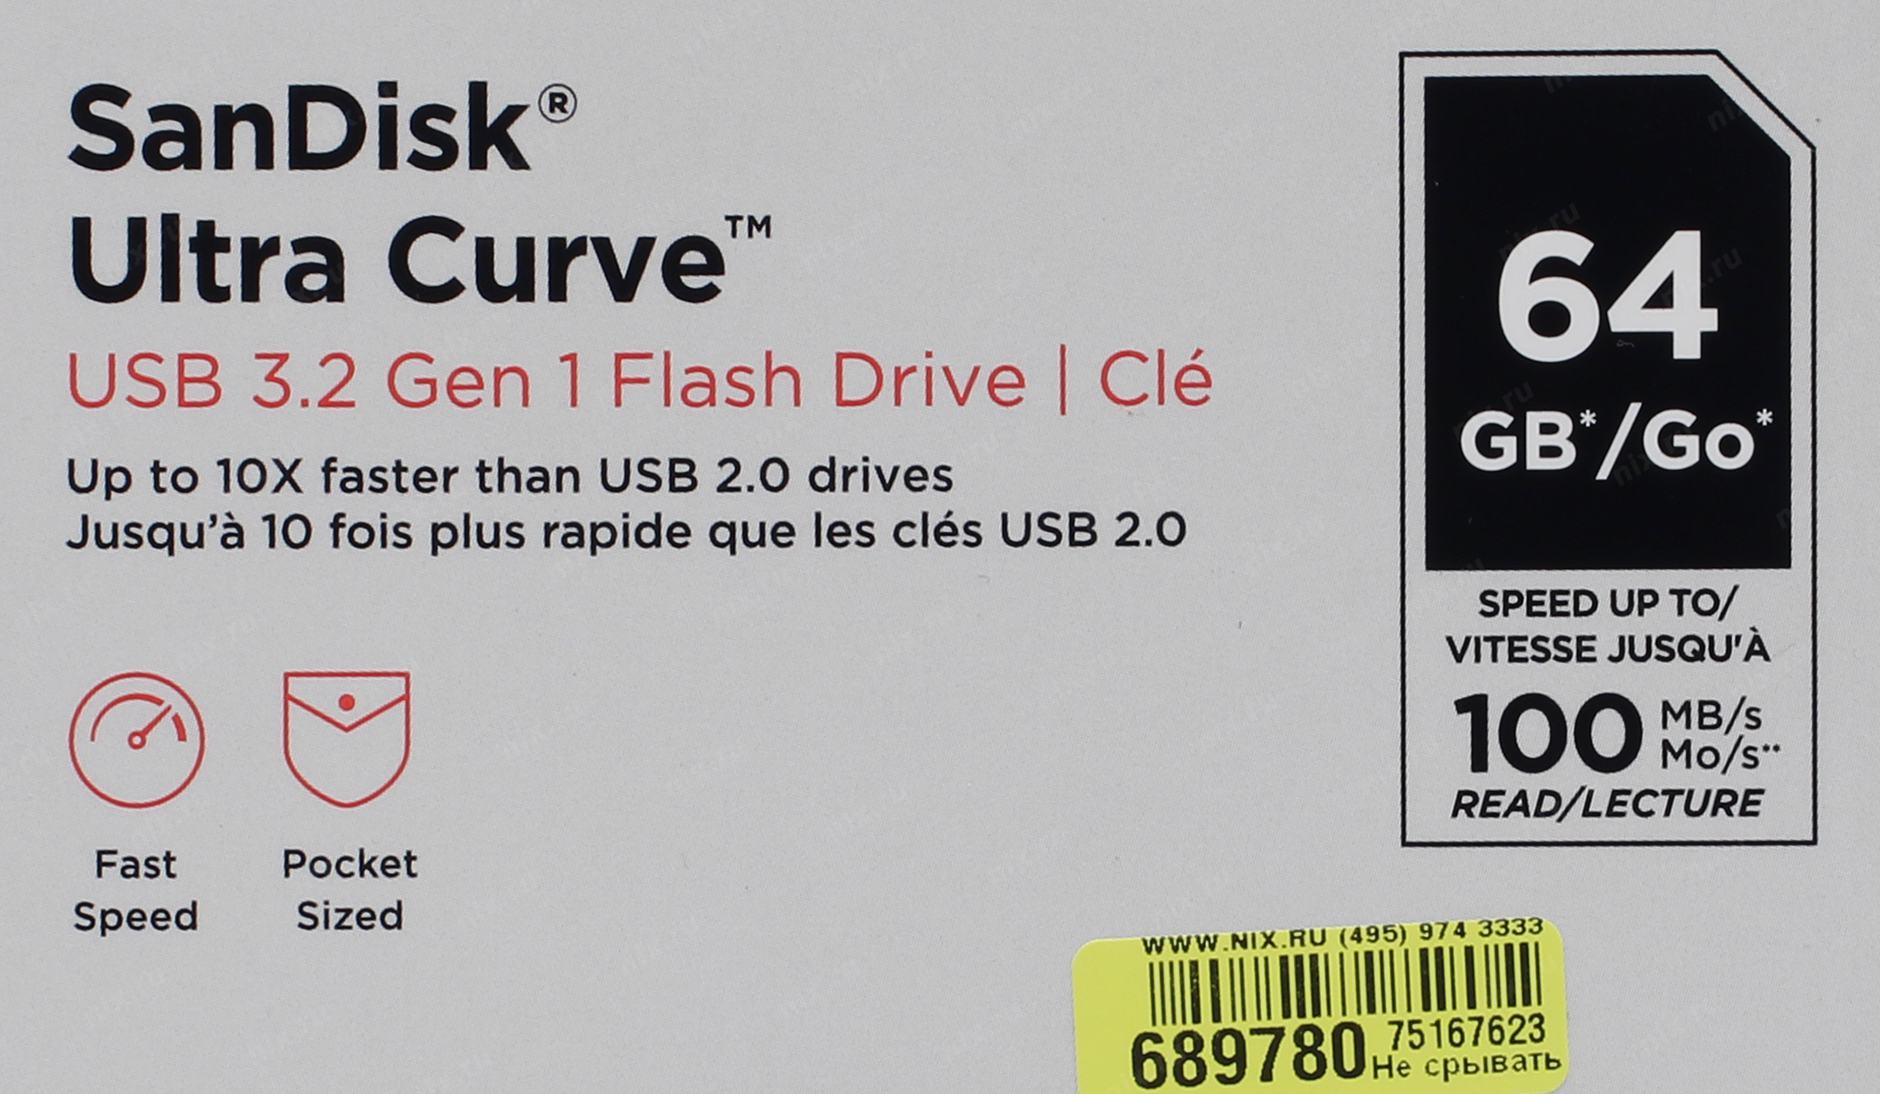 SanDisk®
Ultra Curve™
USB 3.2 Gen 1 Flash Drive | Clé
Up to 10X faster than USB 2.0 drives
Jusqu'à 10 fois plus rapide que les clés USB 2.0
Fast
Speed
Pocket
Sized
64
GB*/Go*
SPEED UP TO/
VITESSE JUSQU'À
100 MB/s
Mo/s**
READ/LECTURE
WWW.NIX.RU (495) 974 3333
689780 75167623
Не срывать